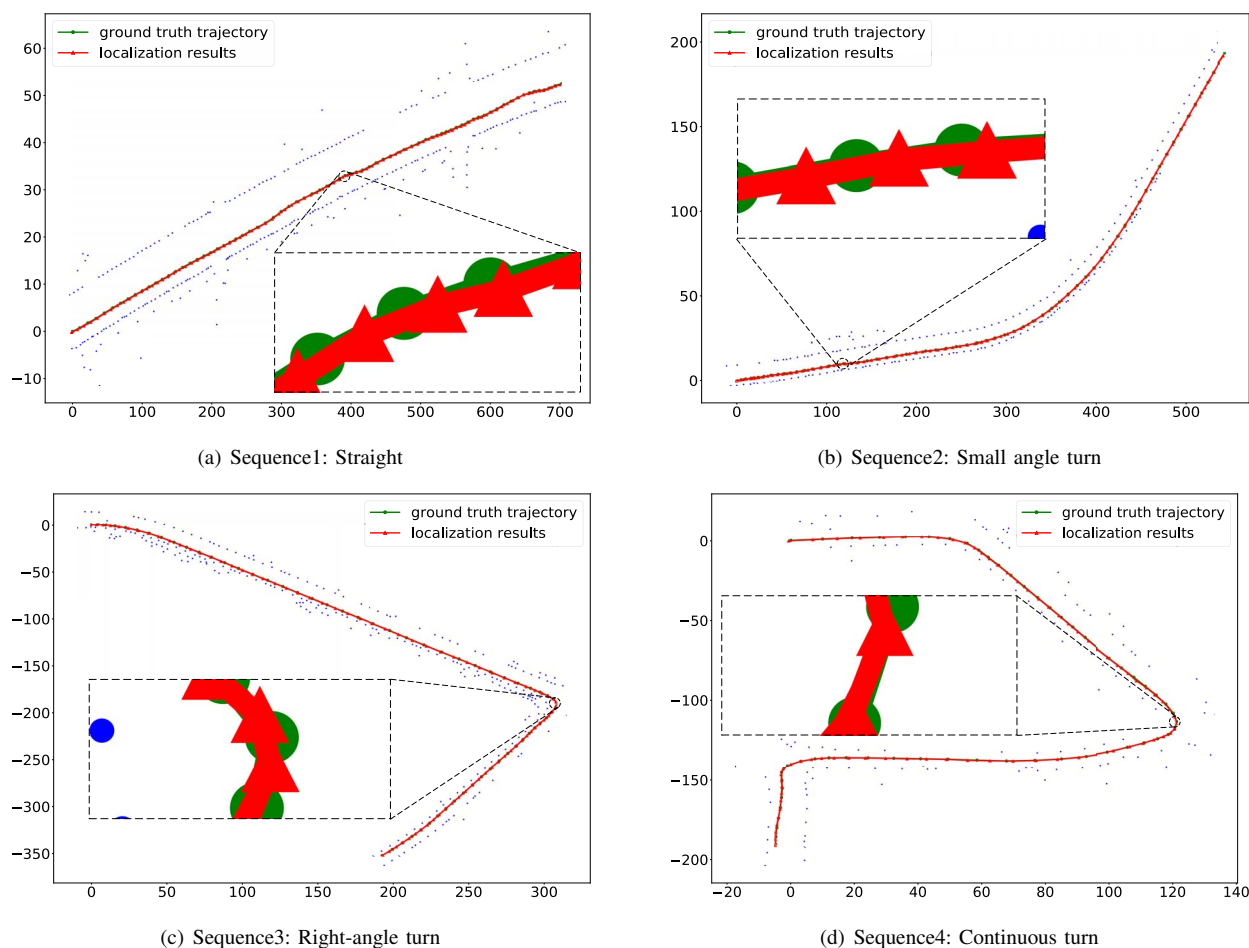 ground truth trajectory
localization results
60
50
40
30
20
10
0
−10
0 100 200 300 400 500 600 700
(a) Sequence1: Straight
ground truth trajectory
localization results
200
150
100
50
0
0 100 200 300 400 500
(b) Sequence2: Small angle turn
ground truth trajectory
localization results
0
−50
−100
−150
−200
−250
−300
−350
0 50 100 150 200 250 300
(c) Sequence3: Right-angle turn
ground truth trajectory
localization results
0
−50
−100
−150
−200
−20 0 20 40 60 80 100 120 140
(d) Sequence4: Continuous turn